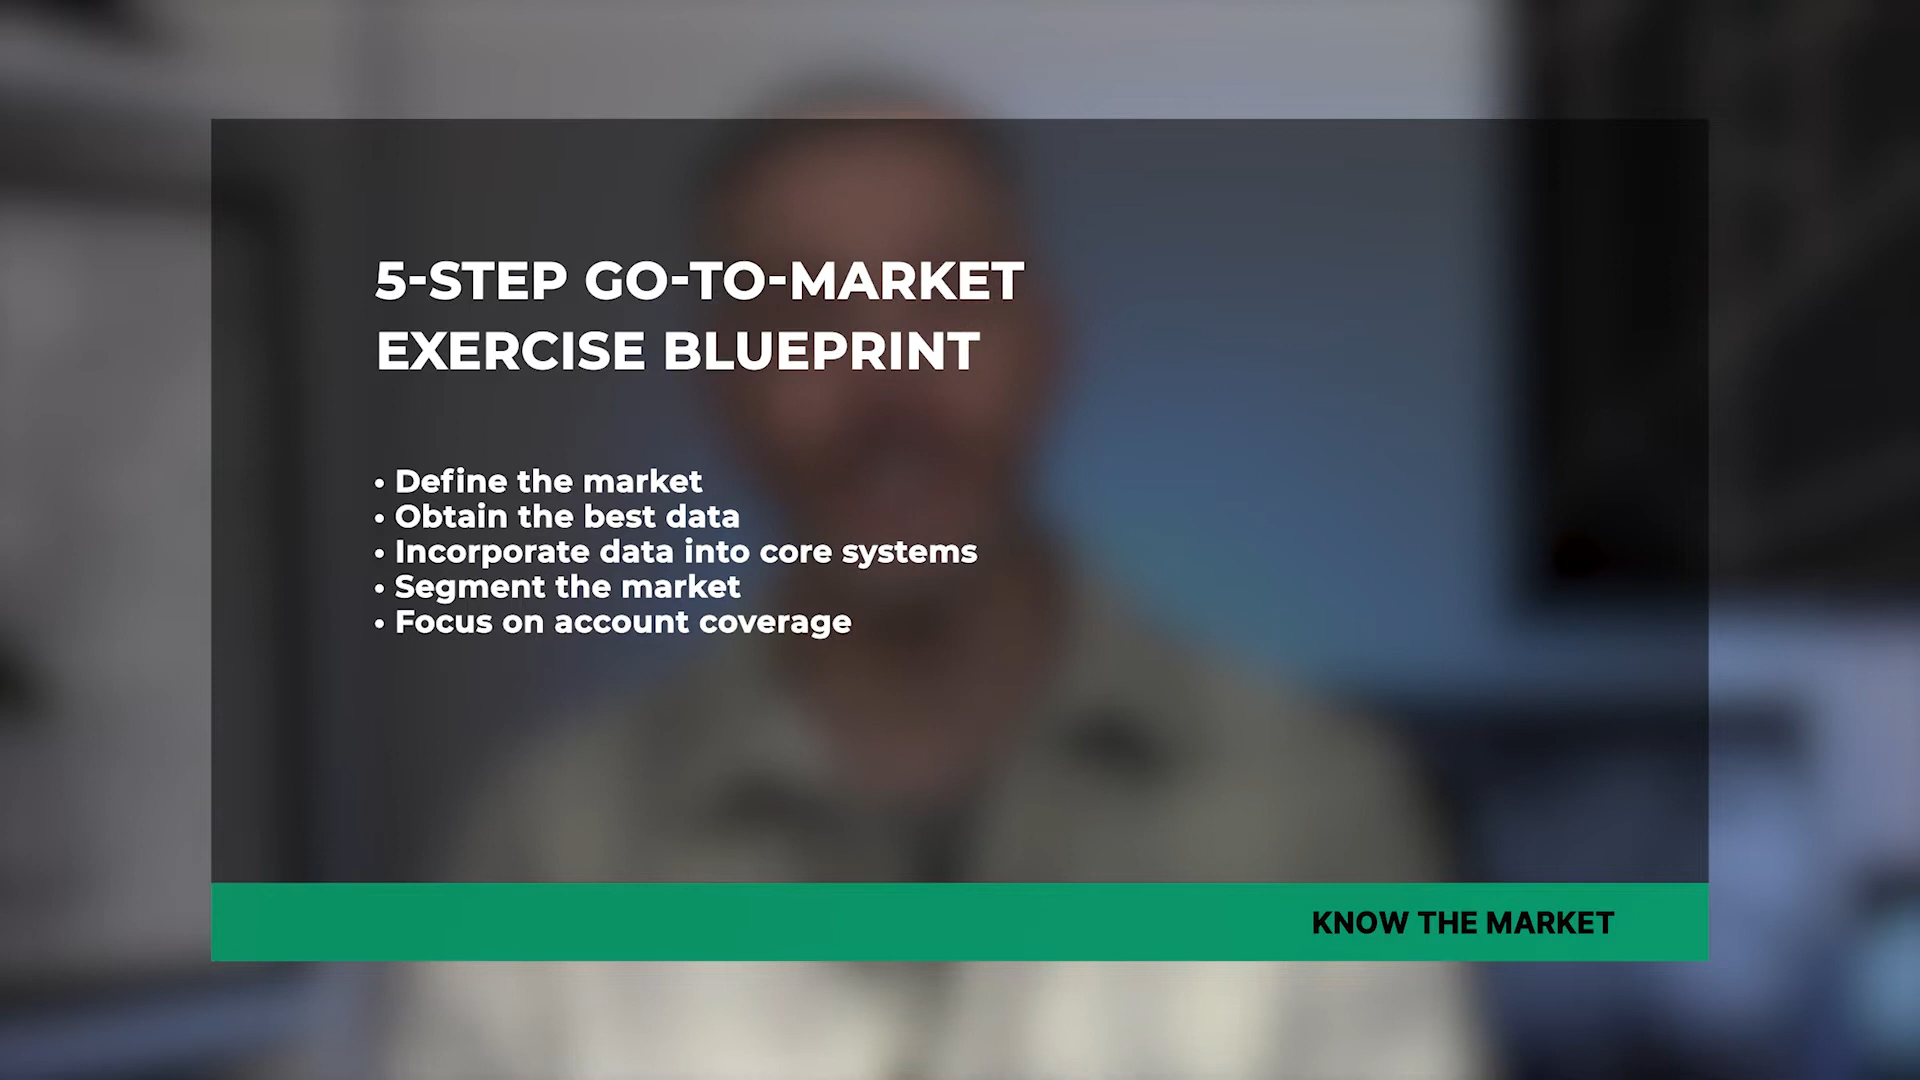 5-STEP GO-TO-MARKET
EXERCISE BLUEPRINT
• Define the market
• Obtain the best data
• Incorporate data into core systems
• Segment the market
• Focus on account coverage
KNOW THE MARKET